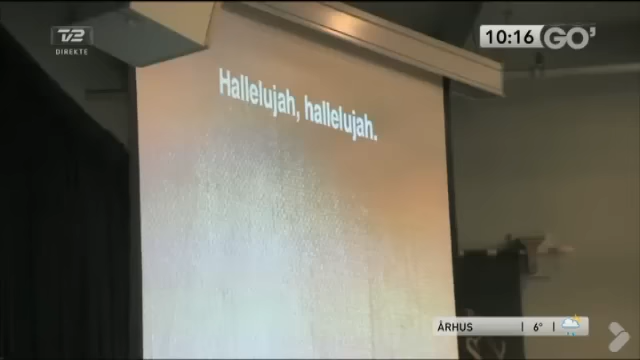 TV2
DIREKTE
10:16 GO'
Hallelujah, hallelujah.
ÅRHUS | 6° |